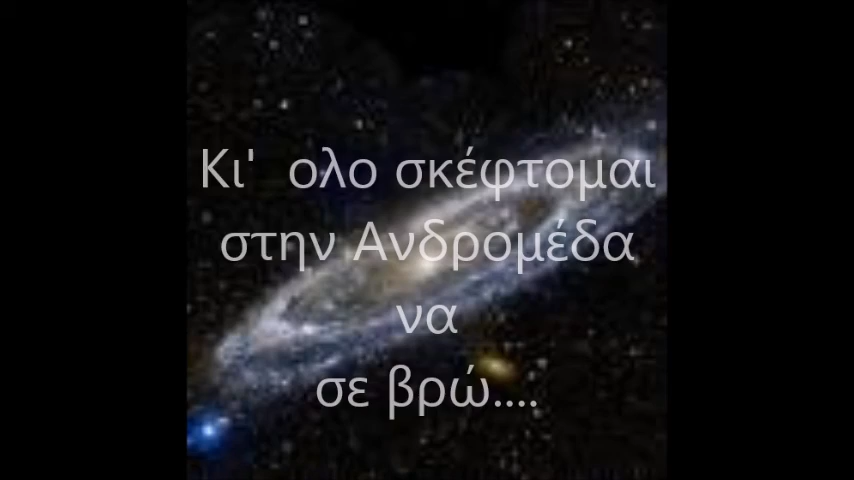 Κι'  ολο σκέφτομαι
στην Ανδρομέδα
να
σε βρώ....